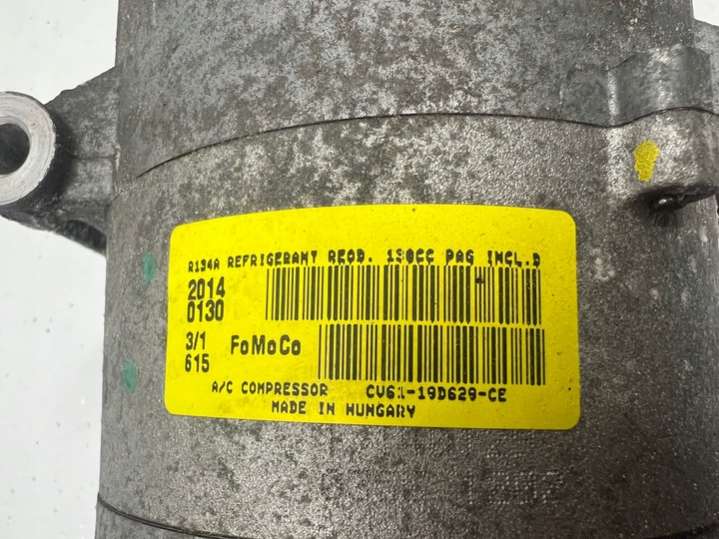 R134A REFRIGERANT REQD. 130CC PAG INCL.D
2014
0130
3/1
615
FoMoCo
A/C COMPRESSOR CV61-19D629-CE
MADE IN HUNGARY